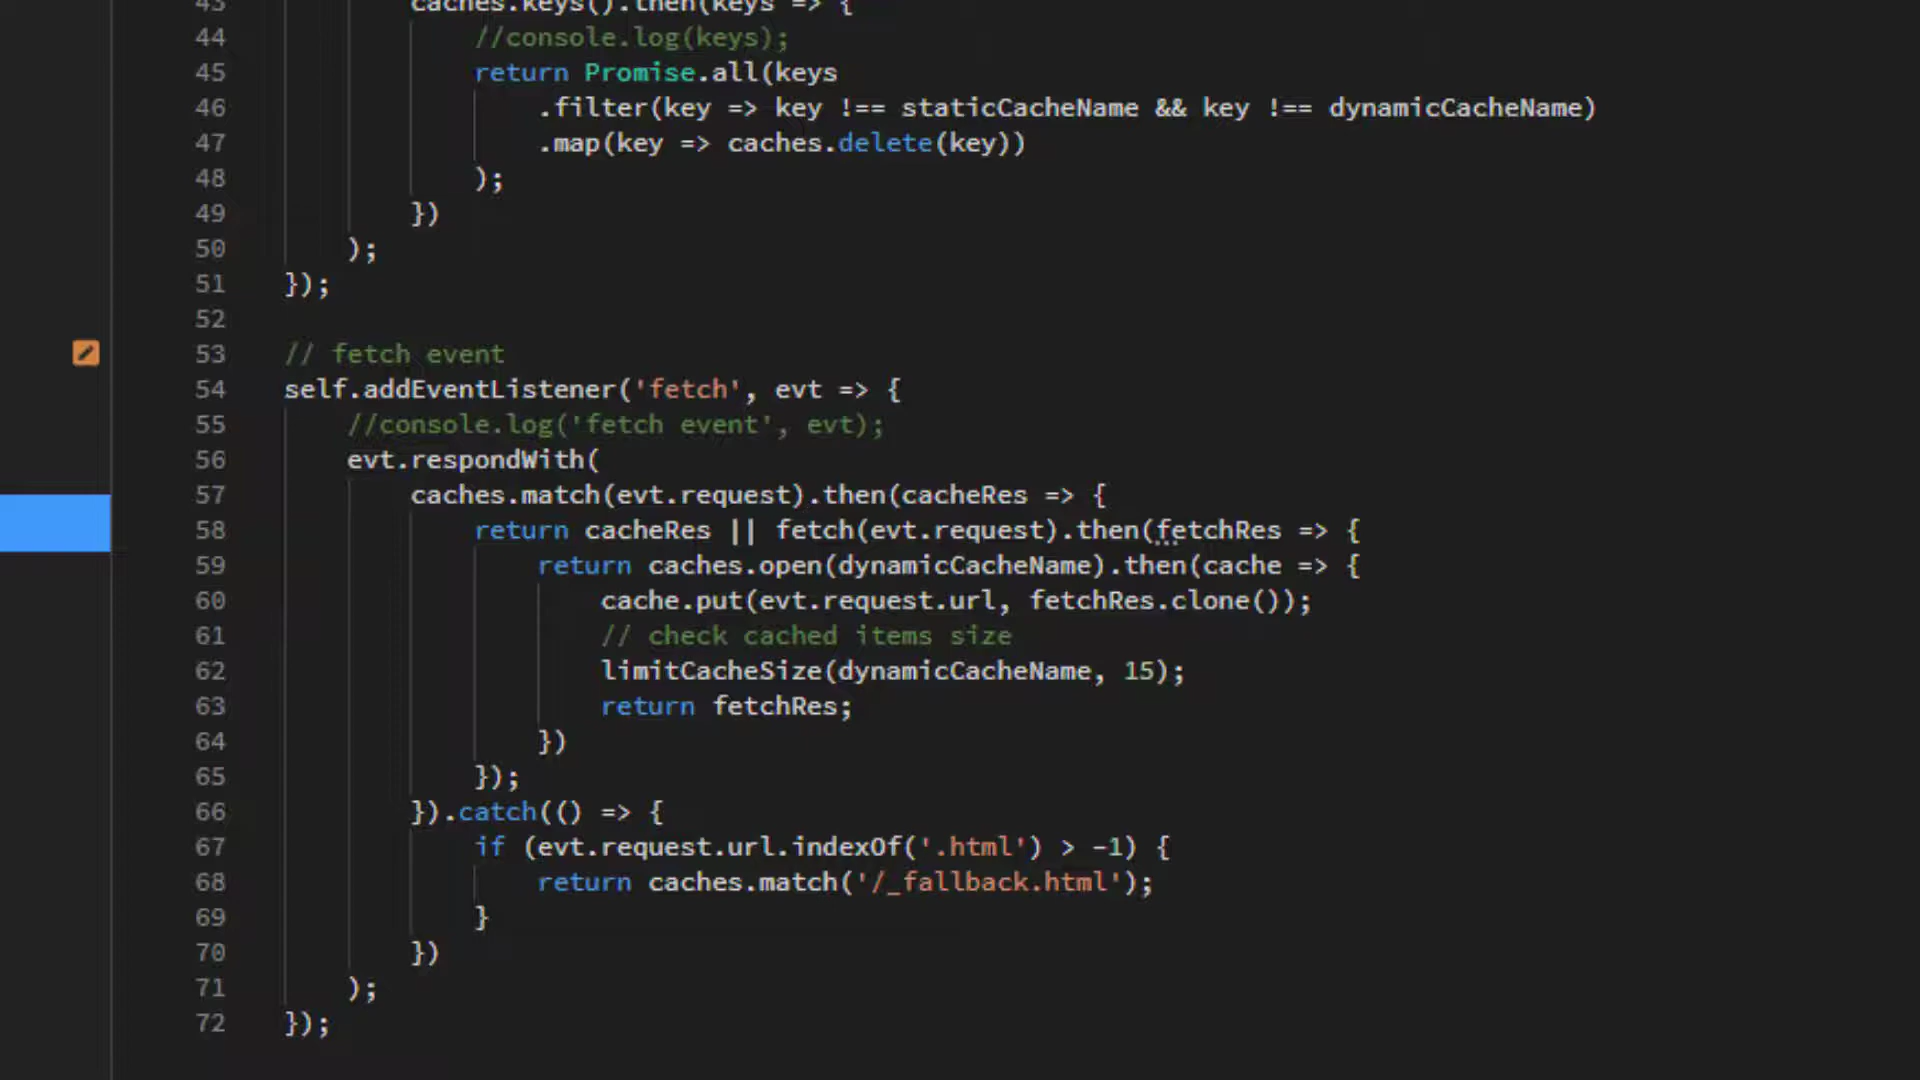 43 caches.keys().then(keys => {
44 //console.log(keys);
45 return Promise.all(keys
46 .filter(key => key !== staticCacheName && key !== dynamicCacheName)
47 .map(key => caches.delete(key))
48 );
49 })
50 );
51 });
52
53 // fetch event
54 self.addEventListener('fetch', evt => {
55 //console.log('fetch event', evt);
56 evt.respondWith(
57 caches.match(evt.request).then(cacheRes => {
58 return cacheRes || fetch(evt.request).then(fetchRes => {
59 return caches.open(dynamicCacheName).then(cache => {
60 cache.put(evt.request.url, fetchRes.clone());
61 // check cached items size
62 limitCacheSize(dynamicCacheName, 15);
63 return fetchRes;
64 })
65 });
66 }).catch(() => {
67 if (evt.request.url.indexOf('.html') > -1) {
68 return caches.match('/_fallback.html');
69 }
70 })
71 );
72 });